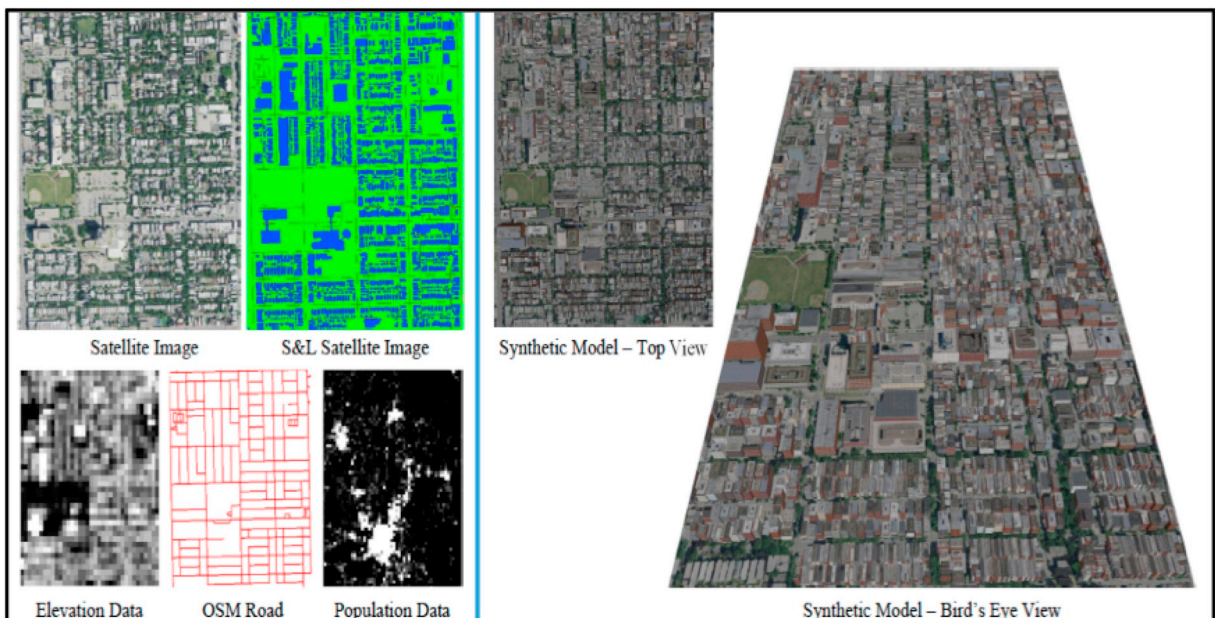 Satellite Image
S&L Satellite Image
Synthetic Model – Top View
Elevation Data
OSM Road
Population Data
Synthetic Model – Bird's Eye View